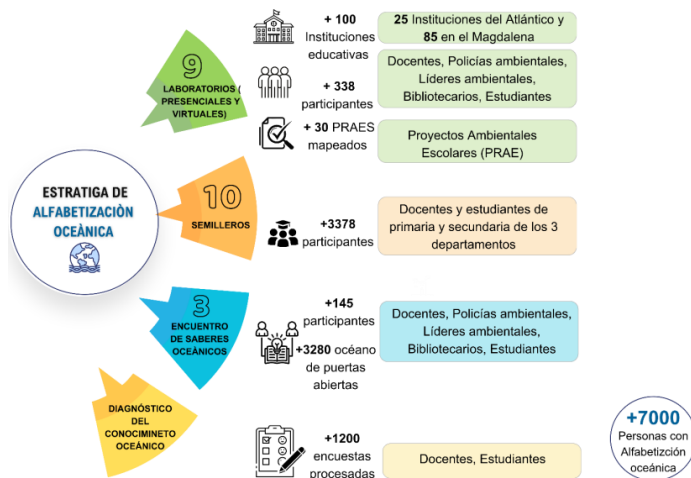 ESTRATIGA DE
ALFABETIZACIÒN
OCEÀNICA
9
LABORATORIOS (
PRESENCIALES Y
VIRTUALES)
+ 100
Instituciones
educativas
25 Instituciones del Atlántico y
85 en el Magdalena
+ 338
participantes
Docentes, Policías ambientales,
Líderes ambientales,
Bibliotecarios, Estudiantes
+ 30 PRAES
mapeados
Proyectos Ambientales
Escolares (PRAE)
10
SEMILLEROS
+3378
participantes
Docentes y estudiantes de
primaria y secundaria de los 3
departamentos
3
ENCUENTRO
DE SABERES
OCEÀNICOS
+145
participantes
+3280 océano
de puertas
abiertas
Docentes, Policías ambientales,
Líderes ambientales,
Bibliotecarios, Estudiantes
DIAGNÓSTICO
DEL
CONOCIMINETO
OCEÁNICO
+1200
encuestas
procesadas
Docentes, Estudiantes
+7000
Personas con
Alfabetizción
oceánica